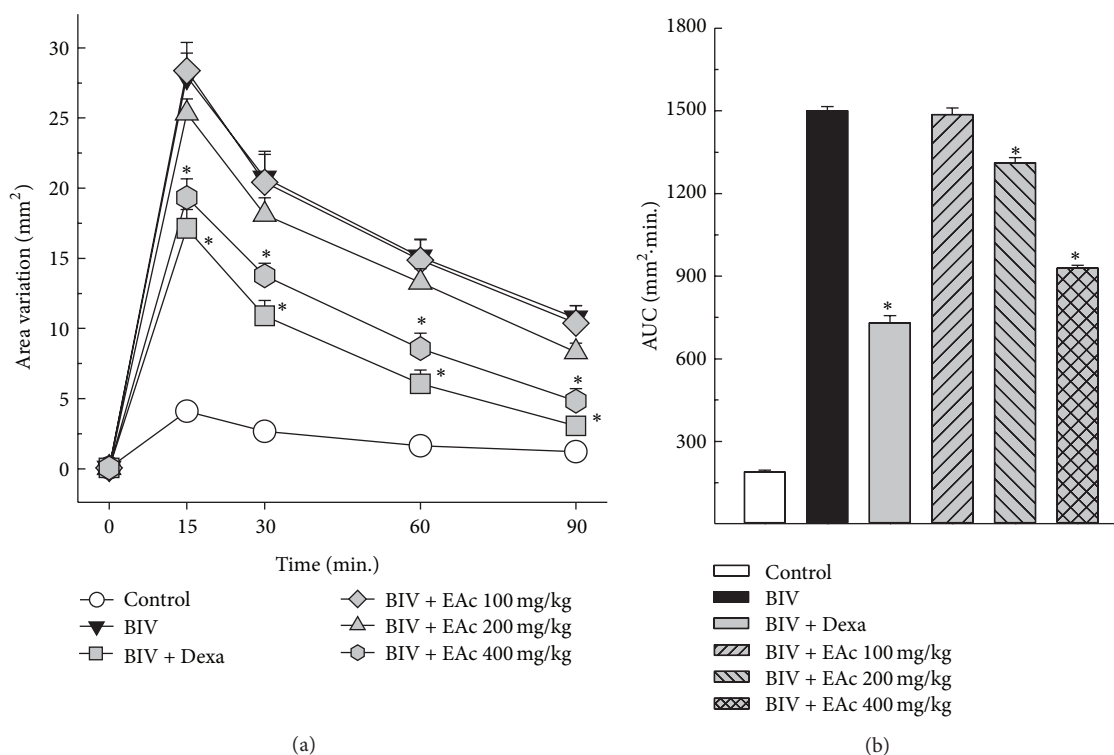 30
25
20
15
10
5
0
Area variation (mm²)
*
*
*
*
*
*
*
*
0 15 30 60 90
Time (min.)
Control
BIV
BIV + Dexa
BIV + EAc 100 mg/kg
BIV + EAc 200 mg/kg
BIV + EAc 400 mg/kg
(a)
1800
1500
1200
900
600
300
AUC (mm²·min.)
*
*
*
Control
BIV
BIV + Dexa
BIV + EAc 100 mg/kg
BIV + EAc 200 mg/kg
BIV + EAc 400 mg/kg
(b)